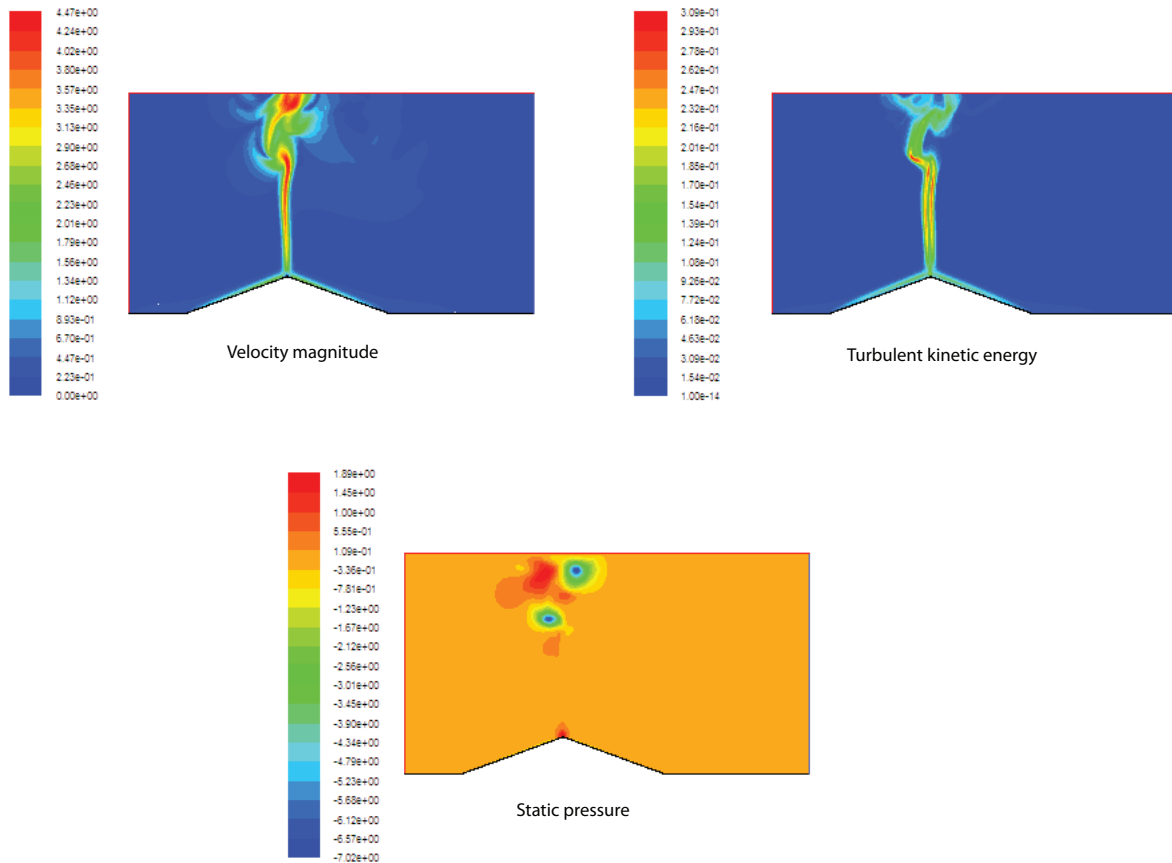 4.47e+00
4.24e+00
4.02e+00
3.80e+00
3.57e+00
3.35e+00
3.13e+00
2.90e+00
2.68e+00
2.46e+00
2.23e+00
2.01e+00
1.79e+00
1.56e+00
1.34e+00
1.12e+00
8.93e-01
6.70e-01
4.47e-01
2.23e-01
0.00e+00
Velocity magnitude
3.09e-01
2.93e-01
2.78e-01
2.62e-01
2.47e-01
2.32e-01
2.16e-01
2.01e-01
1.85e-01
1.70e-01
1.54e-01
1.39e-01
1.24e-01
1.08e-01
9.26e-02
7.72e-02
6.18e-02
4.63e-02
3.09e-02
1.54e-02
1.00e-14
Turbulent kinetic energy
1.89e+00
1.45e+00
1.00e+00
5.55e-01
1.09e-01
-3.36e-01
-7.81e-01
-1.23e+00
-1.67e+00
-2.12e+00
-2.56e+00
-3.01e+00
-3.45e+00
-3.90e+00
-4.34e+00
-4.79e+00
-5.23e+00
-5.68e+00
-6.12e+00
-6.57e+00
-7.02e+00
Static pressure